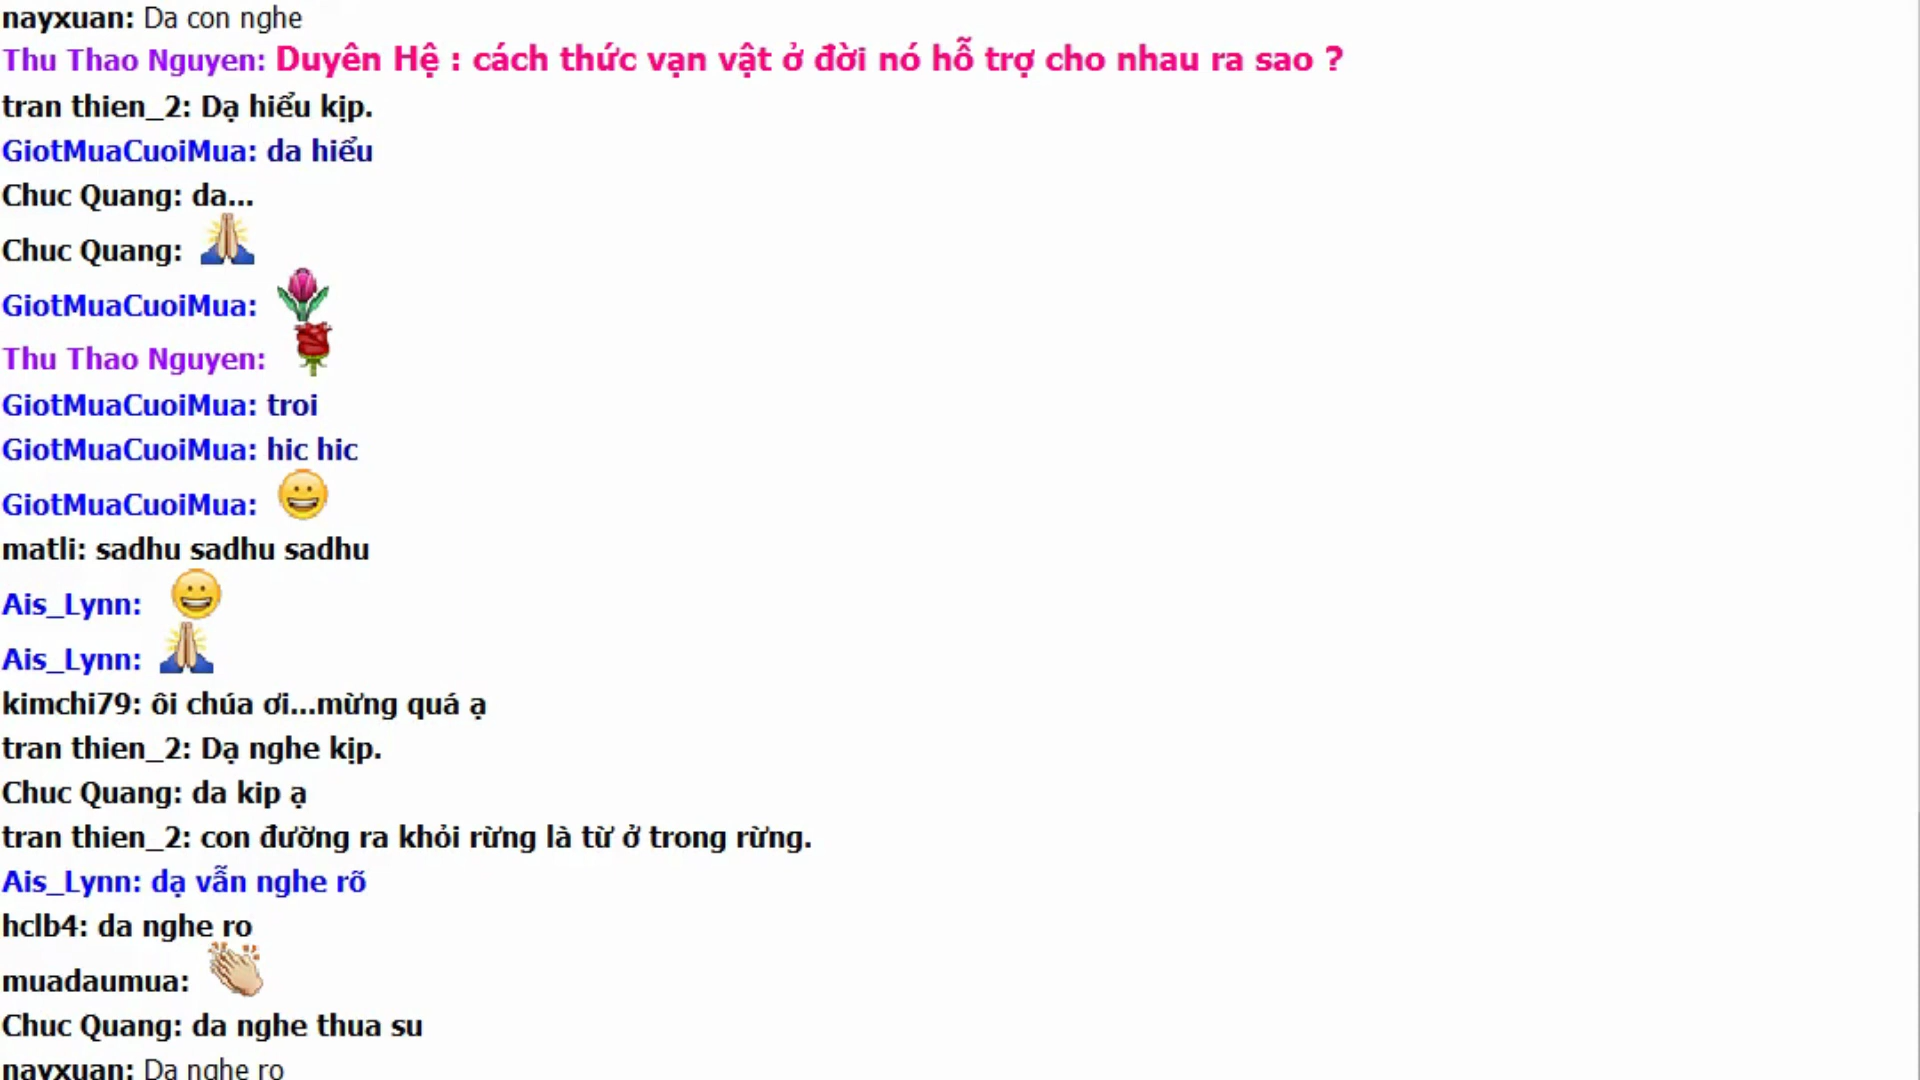 nayxuan: Da con nghe
Thu Thao Nguyen: Duyên Hệ : cách thức vạn vật ở đời nó hỗ trợ cho nhau ra sao ?
tran thien_2: Dạ hiểu kịp.
GiotMuaCuoiMua: da hiểu
Chuc Quang: da...
Chuc Quang:
GiotMuaCuoiMua:
Thu Thao Nguyen:
GiotMuaCuoiMua: troi
GiotMuaCuoiMua: hic hic
GiotMuaCuoiMua:
matli: sadhu sadhu sadhu
Ais_Lynn:
Ais_Lynn:
kimchi79: ôi chúa ơi...mừng quá ạ
tran thien_2: Dạ nghe kịp.
Chuc Quang: da kip ạ
tran thien_2: con đường ra khỏi rừng là từ ở trong rừng.
Ais_Lynn: dạ vẫn nghe rõ
hclb4: da nghe ro
muadaumua:
Chuc Quang: da nghe thua su
nayxuan: Da nghe ro